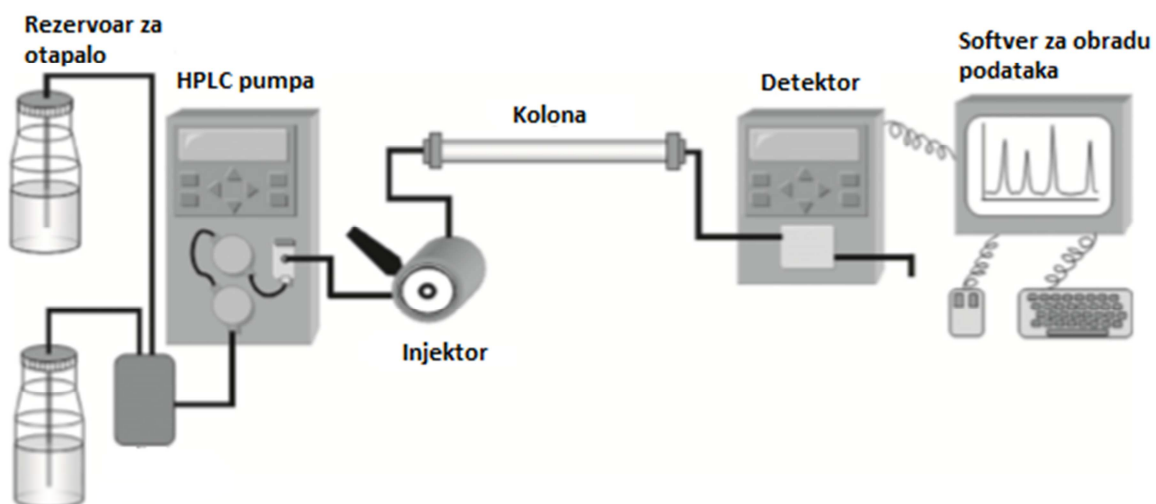 Rezervoar za
otapalo
HPLC pumpa
Kolona
Injektor
Detektor
Softver za obradu
podataka